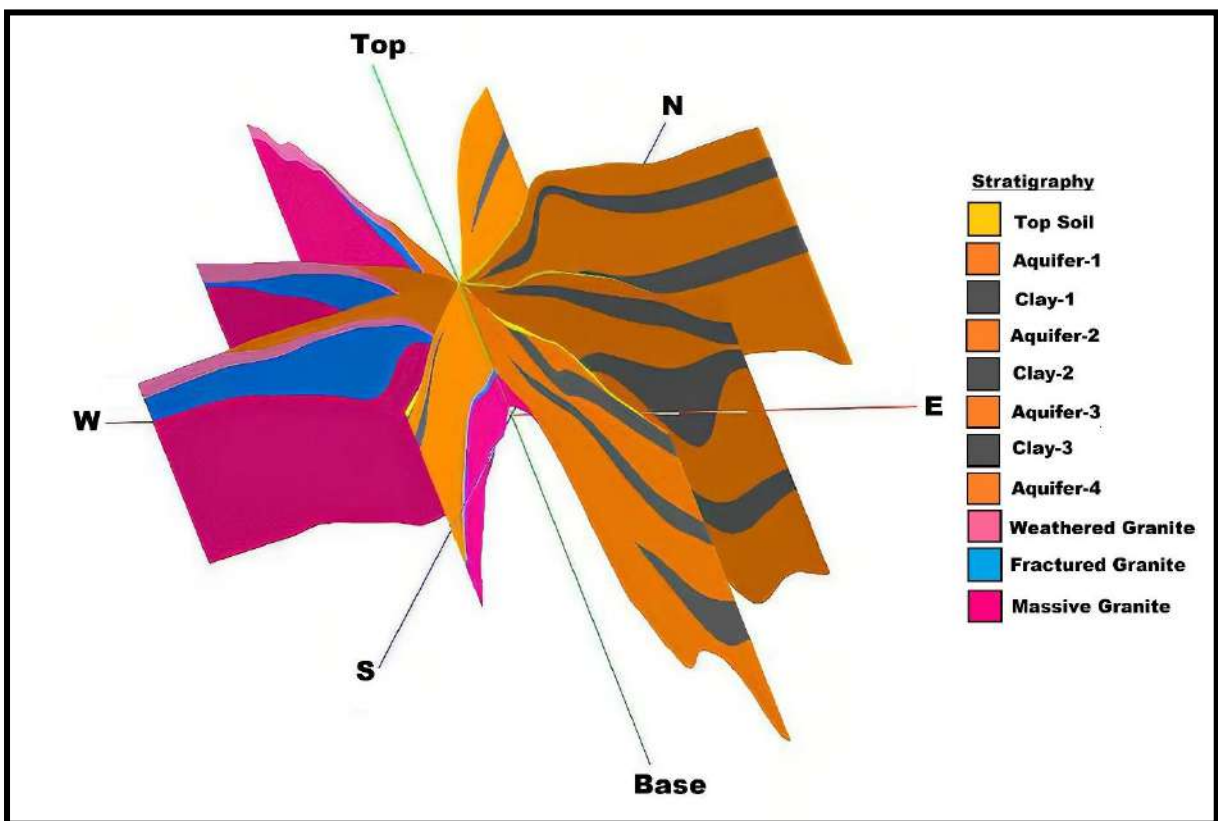 Top
N
Stratigraphy
Top Soil
Aquifer-1
Clay-1
Aquifer-2
Clay-2
Aquifer-3
Clay-3
Aquifer-4
Weathered Granite
Fractured Granite
Massive Granite
W
E
S
Base